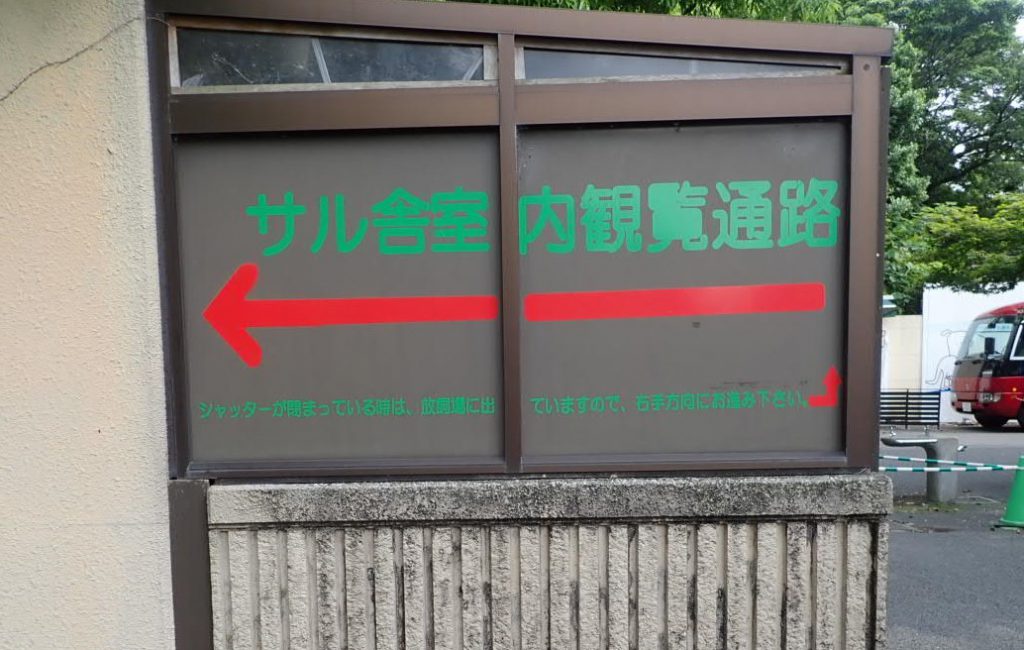 サル舎室内観覧通路
シャッターが閉まっている時は、放飼場に出ていますので、右手方向にお進み下さい。